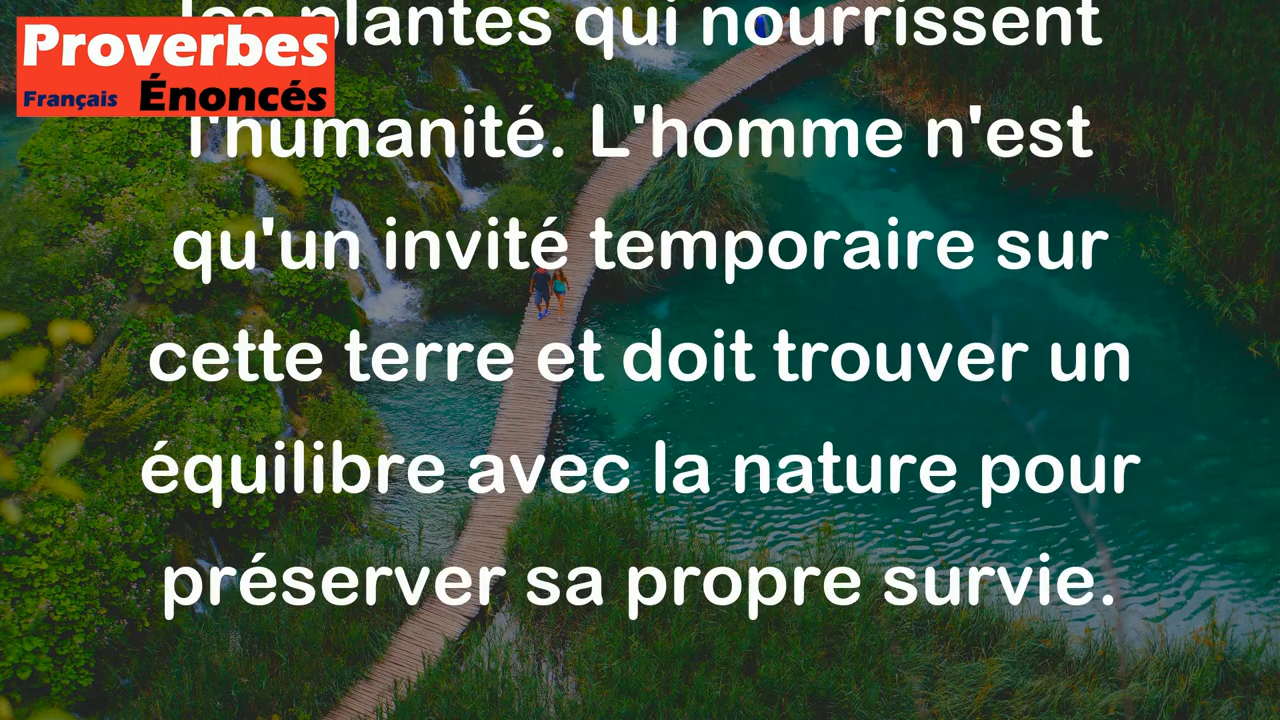 Proverbes
Français Énoncés
les plantes qui nourrissent
l'humanité. L'homme n'est
qu'un invité temporaire sur
cette terre et doit trouver un
équilibre avec la nature pour
préserver sa propre survie.